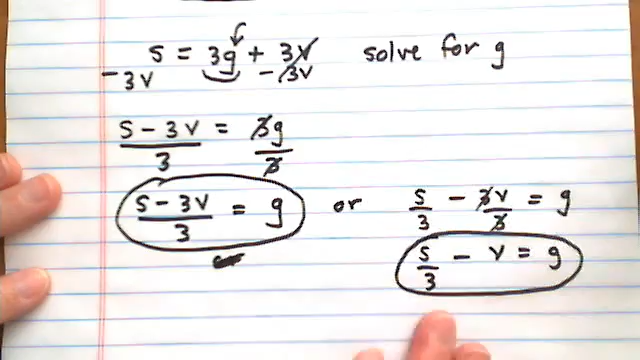 s = 3g + 3v solve for g
- 3v - 3v
s - 3v = 3g
3 3
s - 3v = g or s/3 - 3v/3 = g
3
s/3 - v = g